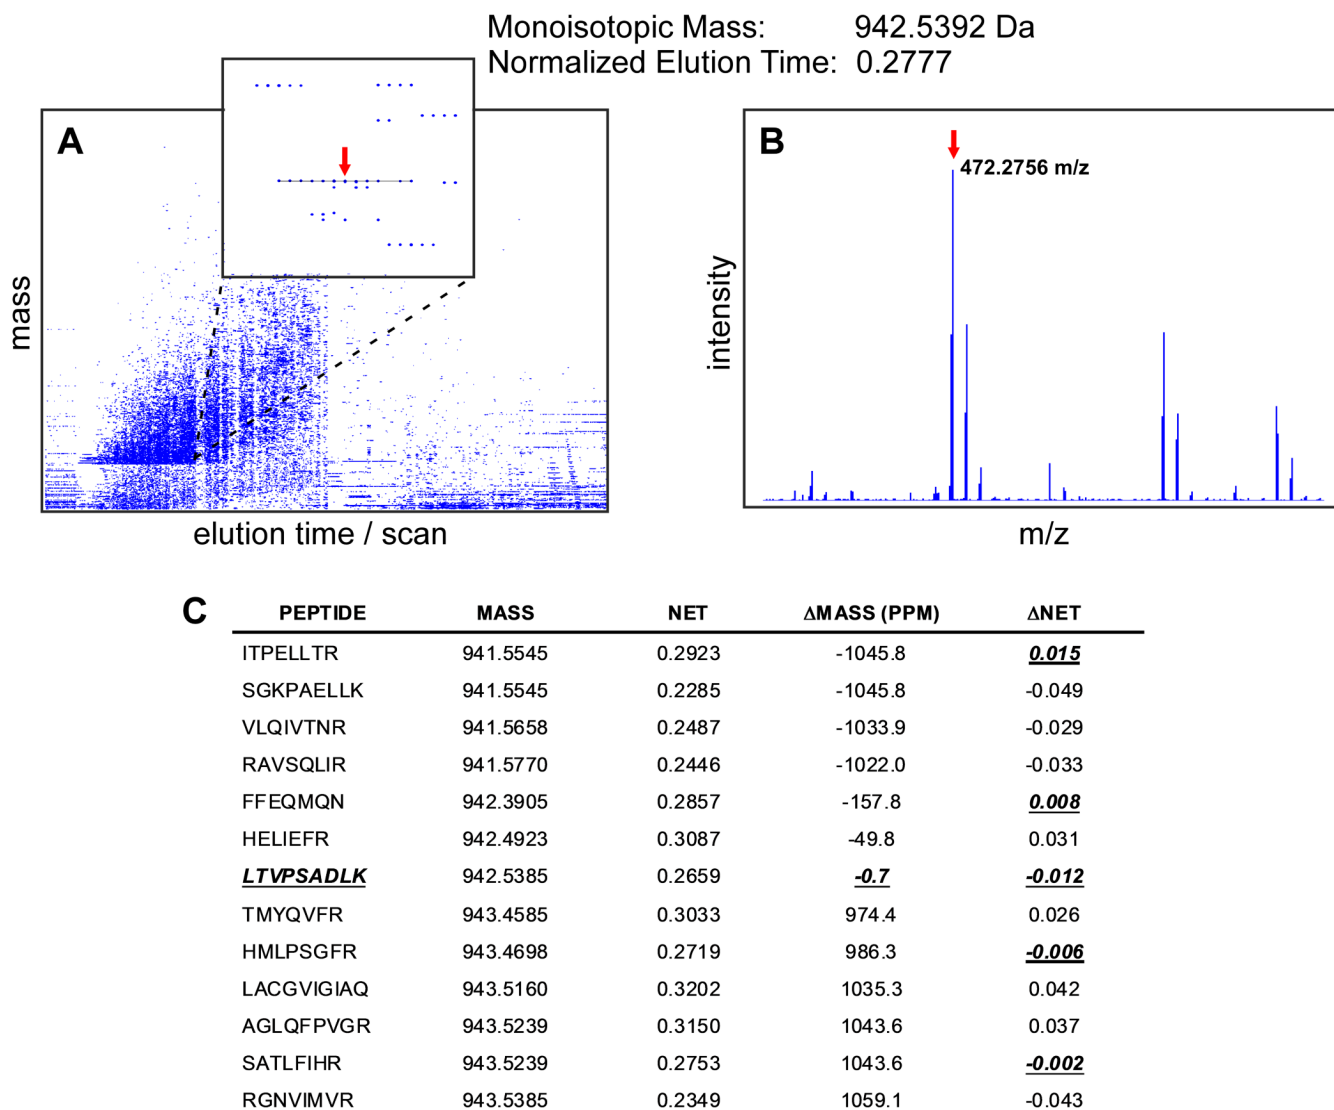 Monoisotopic Mass: 942.5392 Da
Normalized Elution Time: 0.2777
A
B
472.2756 m/z
mass
intensity
elution time / scan
m/z
C
PEPTIDE MASS NET ΔMASS (PPM) ΔNET
ITPELLTR 941.5545 0.2923 -1045.8 0.015
SGKPAELLK 941.5545 0.2285 -1045.8 -0.049
VLQIVTNR 941.5658 0.2487 -1033.9 -0.029
RAVSQLIR 941.5770 0.2446 -1022.0 -0.033
FFEQMQN 942.3905 0.2857 -157.8 0.008
HELIEFR 942.4923 0.3087 -49.8 0.031
LTVPSADLK 942.5385 0.2659 -0.7 -0.012
TMYQVFR 943.4585 0.3033 974.4 0.026
HMLPSGFR 943.4698 0.2719 986.3 -0.006
LACGVIGIAQ 943.5160 0.3202 1035.3 0.042
AGLQFPVGR 943.5239 0.3150 1043.6 0.037
SATLFIHR 943.5239 0.2753 1043.6 -0.002
RGNVIMVR 943.5385 0.2349 1059.1 -0.043